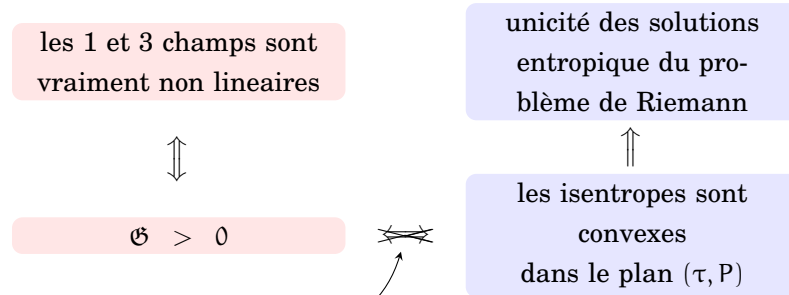 les 1 et 3 champs sont
vraiment non lineaires
unicité des solutions
entropique du pro-
blème de Riemann
𝕲 > 0
les isentropes sont
convexes
dans le plan (τ, P)